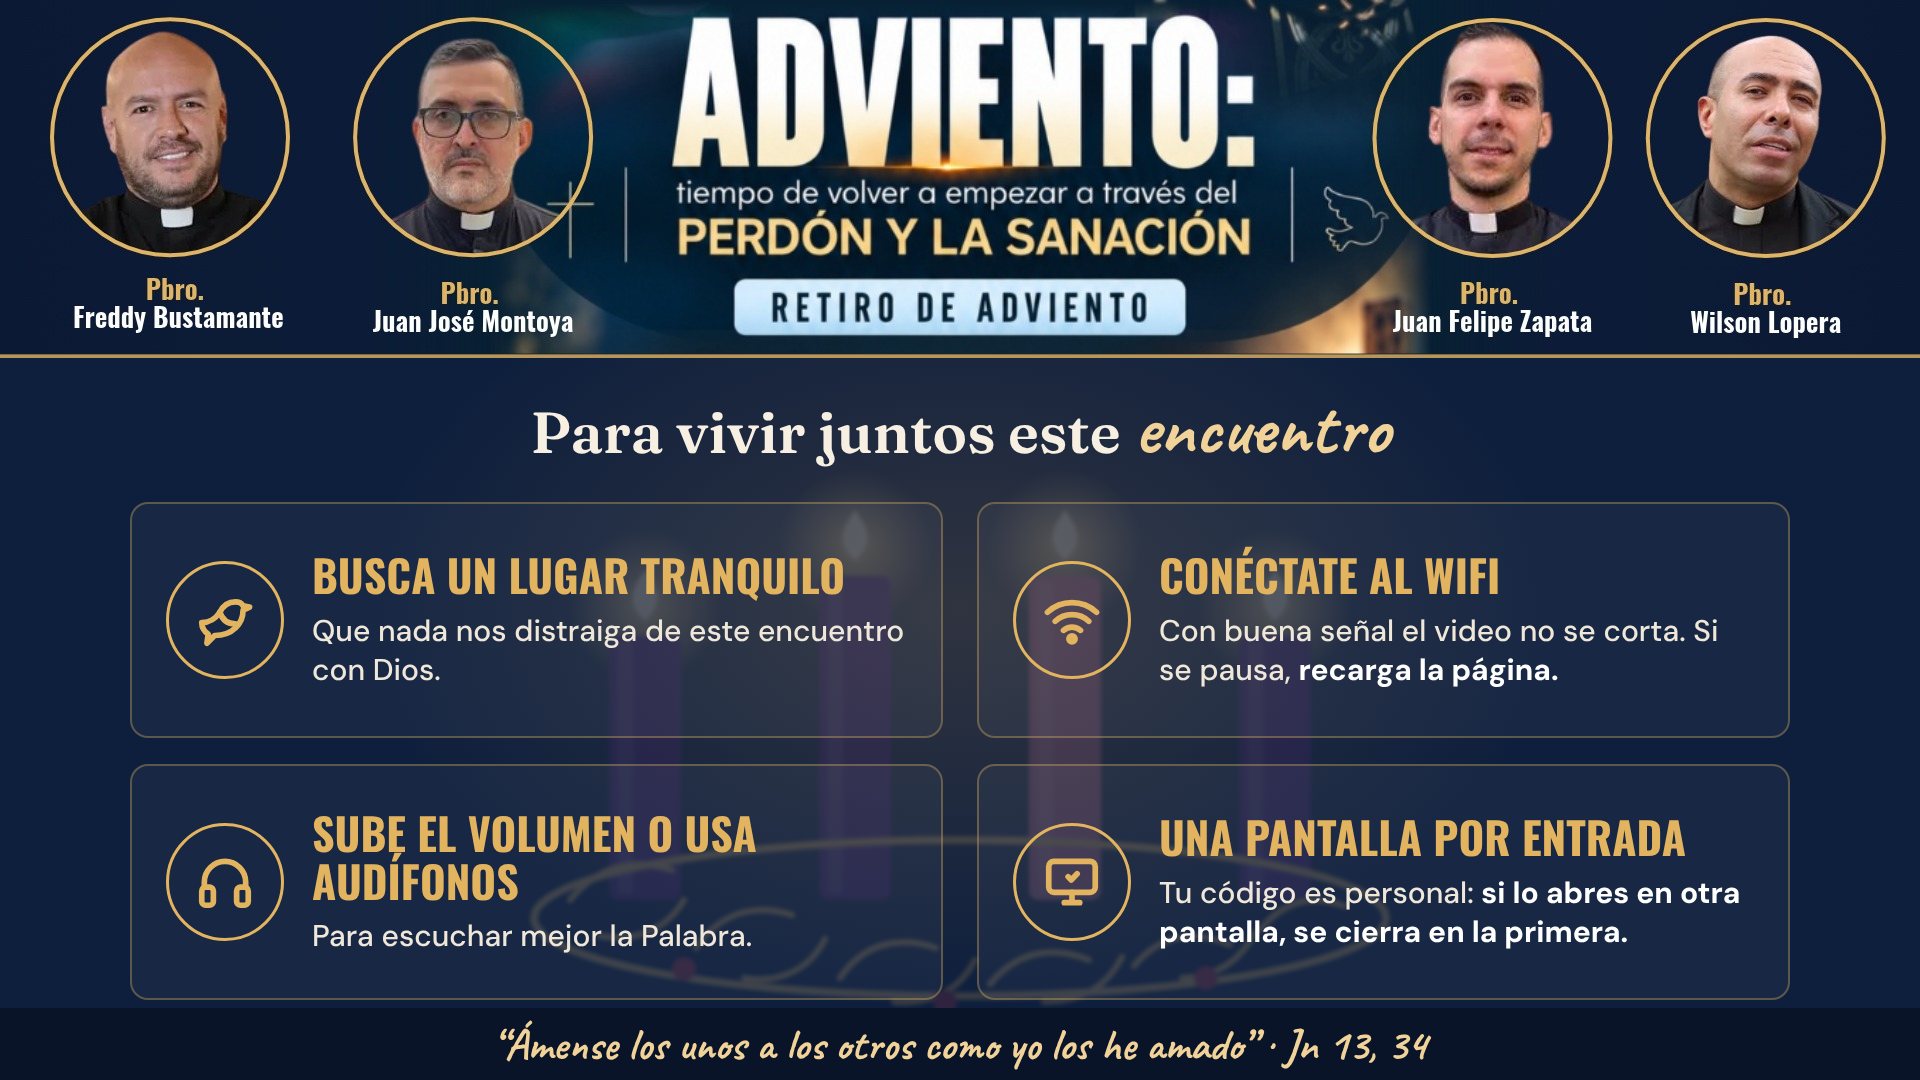 ADVIENTO:
tiempo de volver a empezar a través del
PERDÓN Y LA SANACIÓN
RETIRO DE ADVIENTO
Pbro.
Freddy Bustamante
Pbro.
Juan José Montoya
Pbro.
Juan Felipe Zapata
Pbro.
Wilson Lopera
Para vivir juntos este encuentro
BUSCA UN LUGAR TRANQUILO
Que nada nos distraiga de este encuentro
con Dios.
CONÉCTATE AL WIFI
Con buena señal el video no se corta. Si
se pausa, recarga la página.
SUBE EL VOLUMEN O USA
AUDÍFONOS
Para escuchar mejor la Palabra.
UNA PANTALLA POR ENTRADA
Tu código es personal: si lo abres en otra
pantalla, se cierra en la primera.
“Ámense los unos a los otros como yo los he amado” · Jn 13, 34